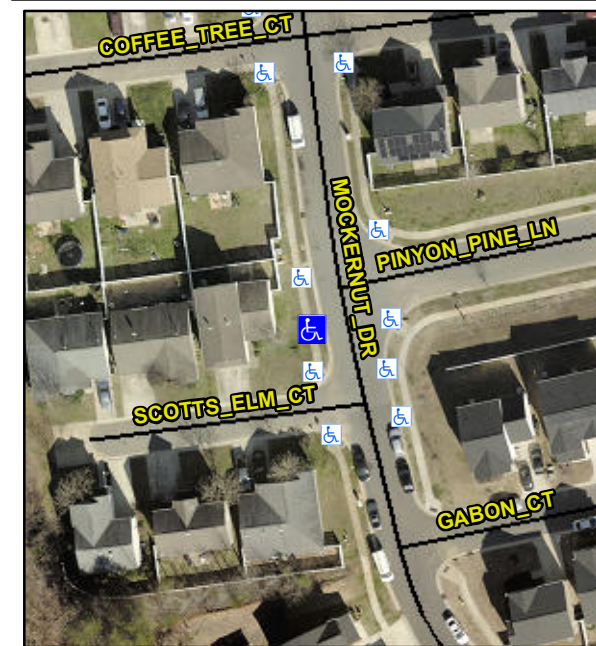 COFFEE_TREE_CT
MOCKERNUT_DR
PINYON_PINE_LN
SCOTTS_ELM_CT
GABON_CT